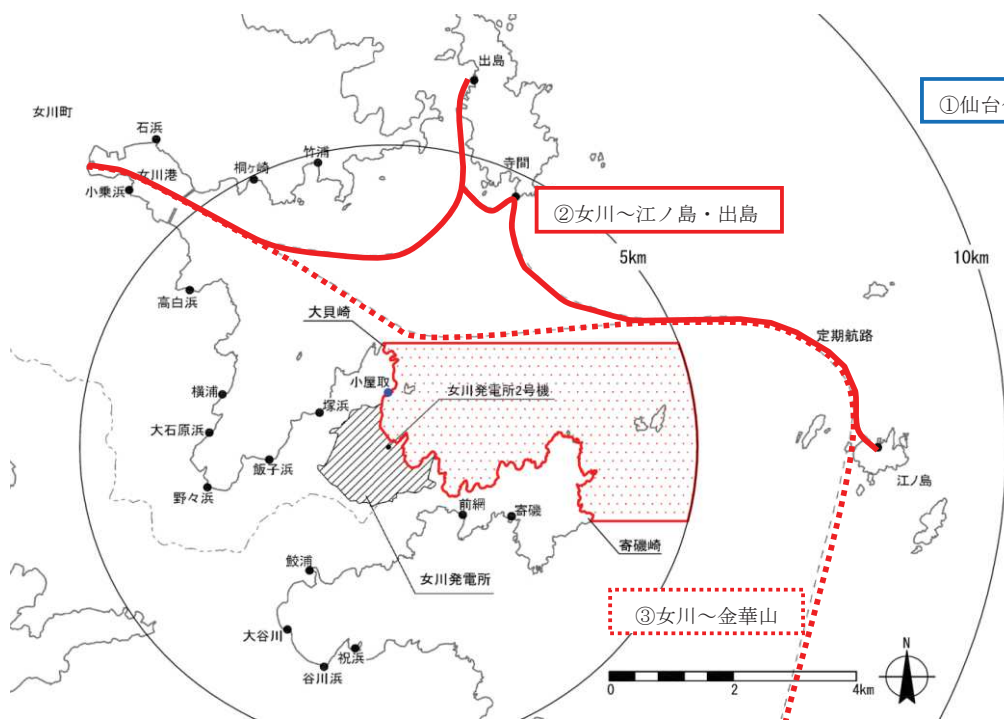 出島
①仙台
女川町
石浜
竹浦
寺間
桐ケ崎
女川港
小乗浜
②女川～江ノ島・出島
5km
10km
高白浜
大貝崎
定期航路
小屋取
女川発電所2号機
横浦
塚浜
大石原浜
飯子浜
江ノ島
野々浜
前網
寄磯
寄磯崎
鮫浦
女川発電所
③女川～金華山
大谷川
祝浜
谷川浜
N
0
2
4km